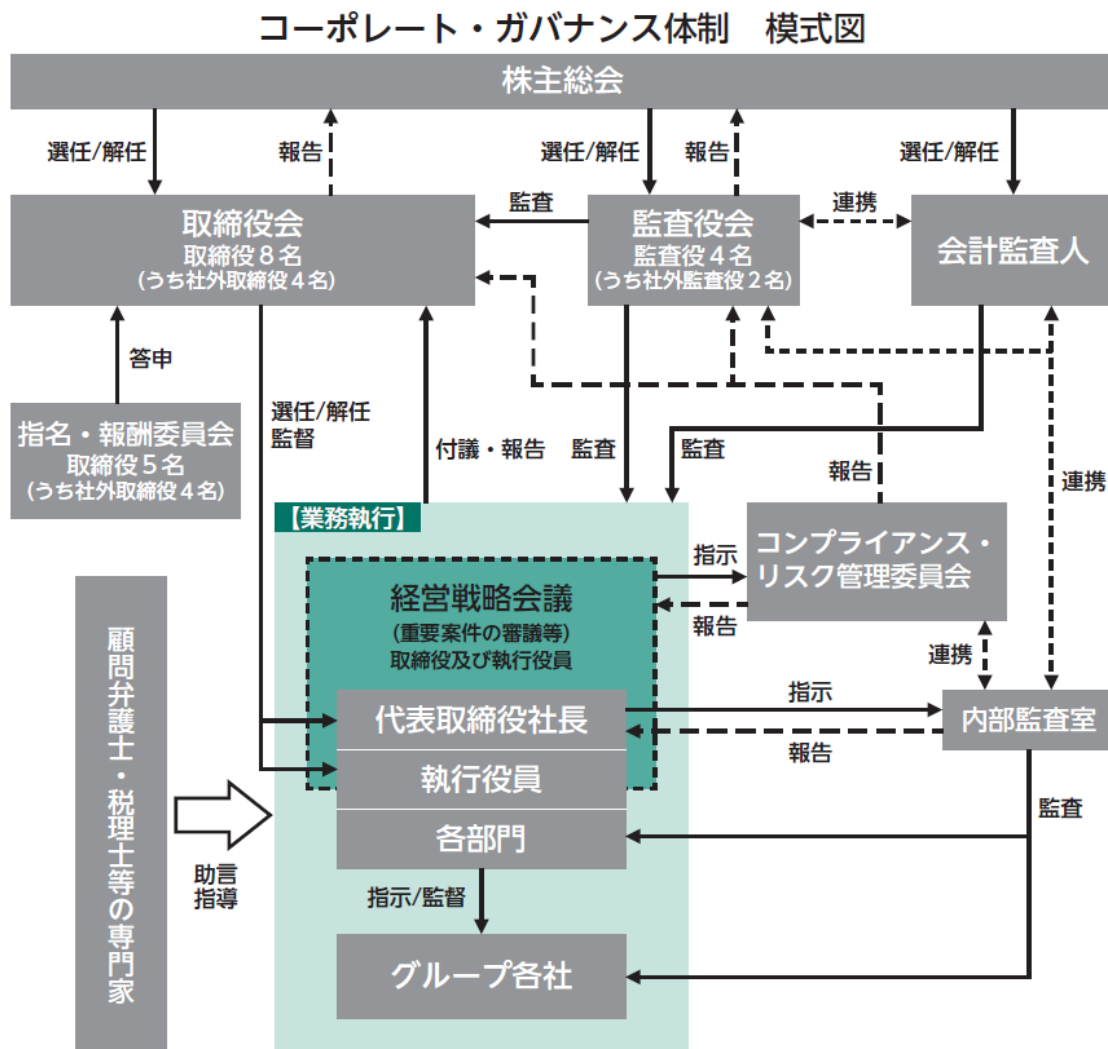 コーポレート・ガバナンス体制　模式図
株主総会
選任/解任
報告
選任/解任
報告
選任/解任
取締役会
取締役８名
(うち社外取締役４名)
監査
監査役会
監査役４名
(うち社外監査役２名)
連携
会計監査人
答申
指名・報酬委員会
取締役５名
(うち社外取締役４名)
選任/解任
監督
付議・報告
監査
監査
報告
連携
【業務執行】
経営戦略会議
(重要案件の審議等)
取締役及び執行役員
指示
報告
コンプライアンス・
リスク管理委員会
連携
代表取締役社長
執行役員
各部門
指示
報告
内部監査室
監査
顧問弁護士・税理士等の専門家
助言
指導
指示/監督
グループ各社